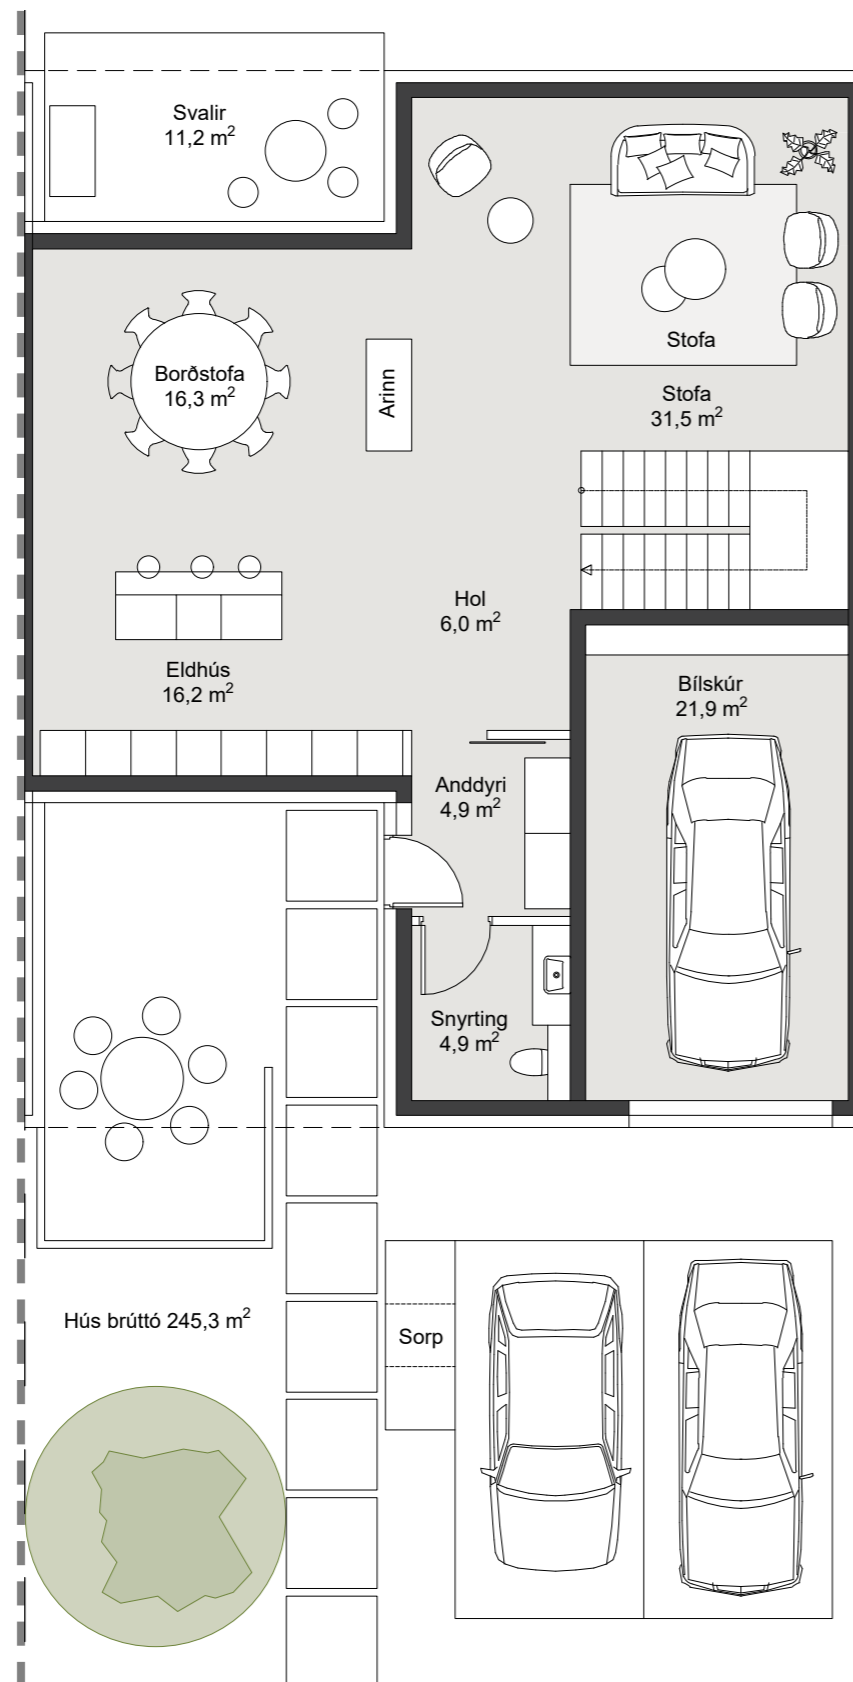 Svalir
11,2 m²
Borðstofa
16,3 m²
Arinn
Stofa
Stofa
31,5 m²
Hol
6,0 m²
Eldhús
16,2 m²
Bílskúr
21,9 m²
Anddyri
4,9 m²
Snyrting
4,9 m²
Hús brúttó 245,3 m²
Sorp